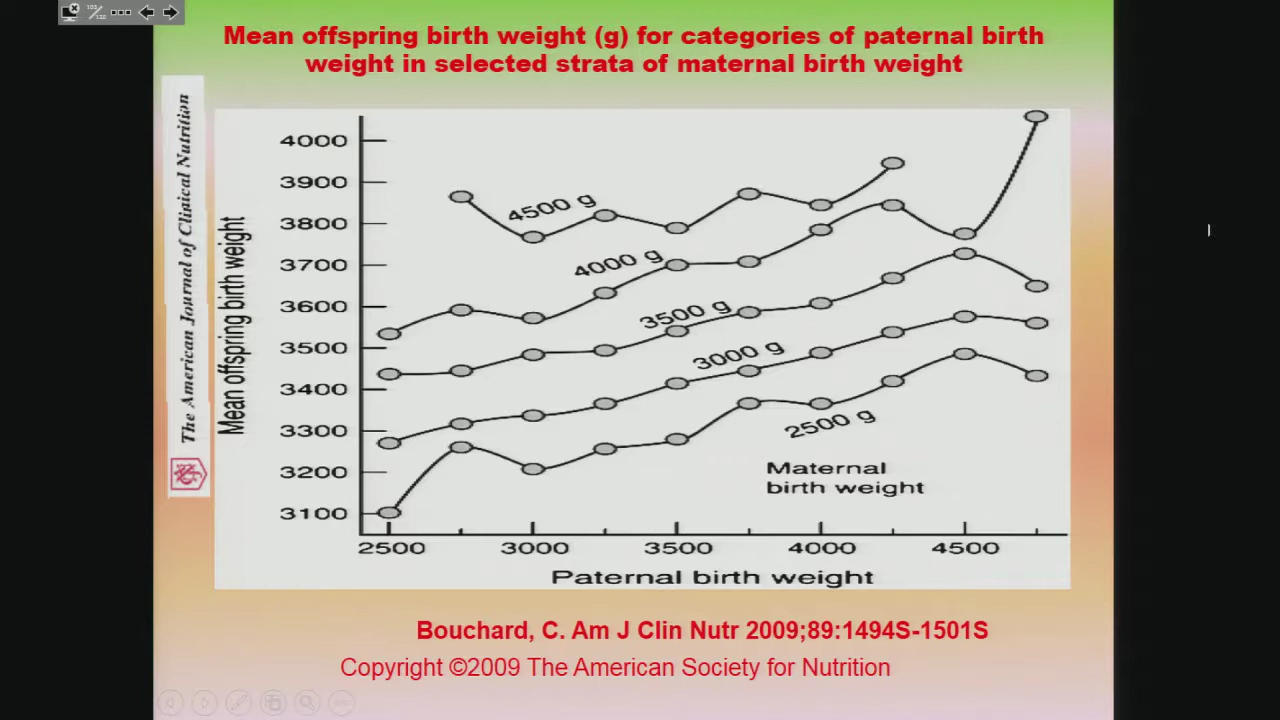 103/132
Mean offspring birth weight (g) for categories of paternal birth
weight in selected strata of maternal birth weight
The American Journal of Clinical Nutrition
Mean offspring birth weight
4000
3900
3800
3700
3600
3500
3400
3300
3200
3100
4500 g
4000 g
3500 g
3000 g
2500 g
Maternal
birth weight
2500 3000 3500 4000 4500
Paternal birth weight
Bouchard, C. Am J Clin Nutr 2009;89:1494S-1501S
Copyright ©2009 The American Society for Nutrition